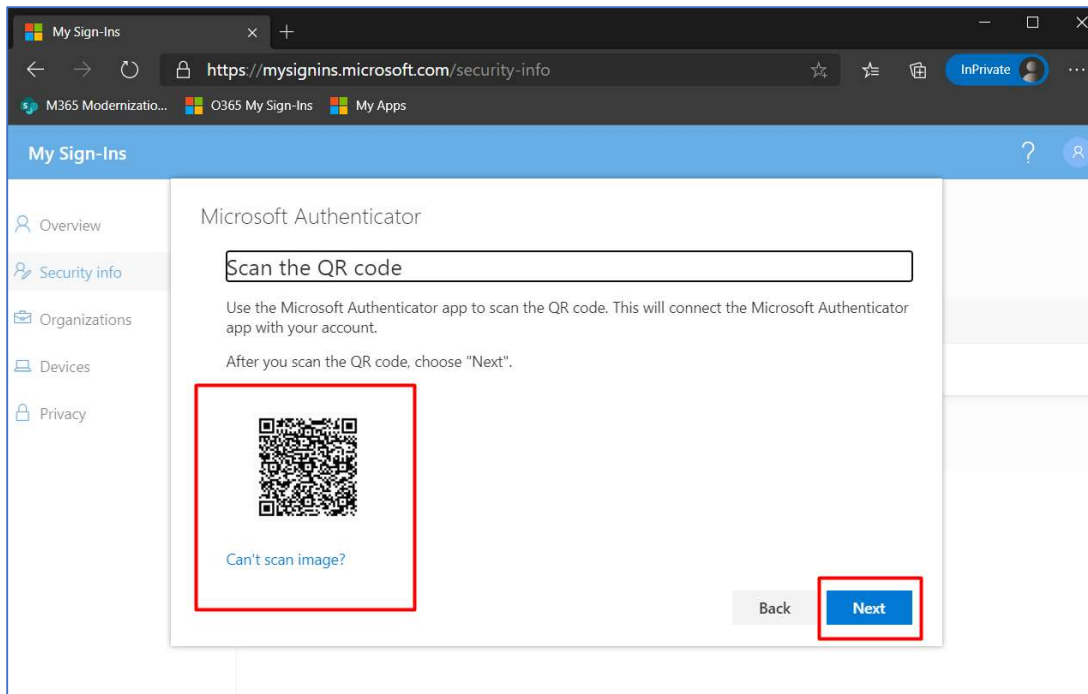 My Sign-Ins
https://mysignins.microsoft.com/security-info
InPrivate
M365 Modernizatio...
O365 My Sign-Ins
My Apps
My Sign-Ins
?
Microsoft Authenticator
Overview
Scan the QR code
Security info
Use the Microsoft Authenticator app to scan the QR code. This will connect the Microsoft Authenticator
app with your account.
Organizations
After you scan the QR code, choose "Next".
Devices
Privacy
Can't scan image?
Back
Next